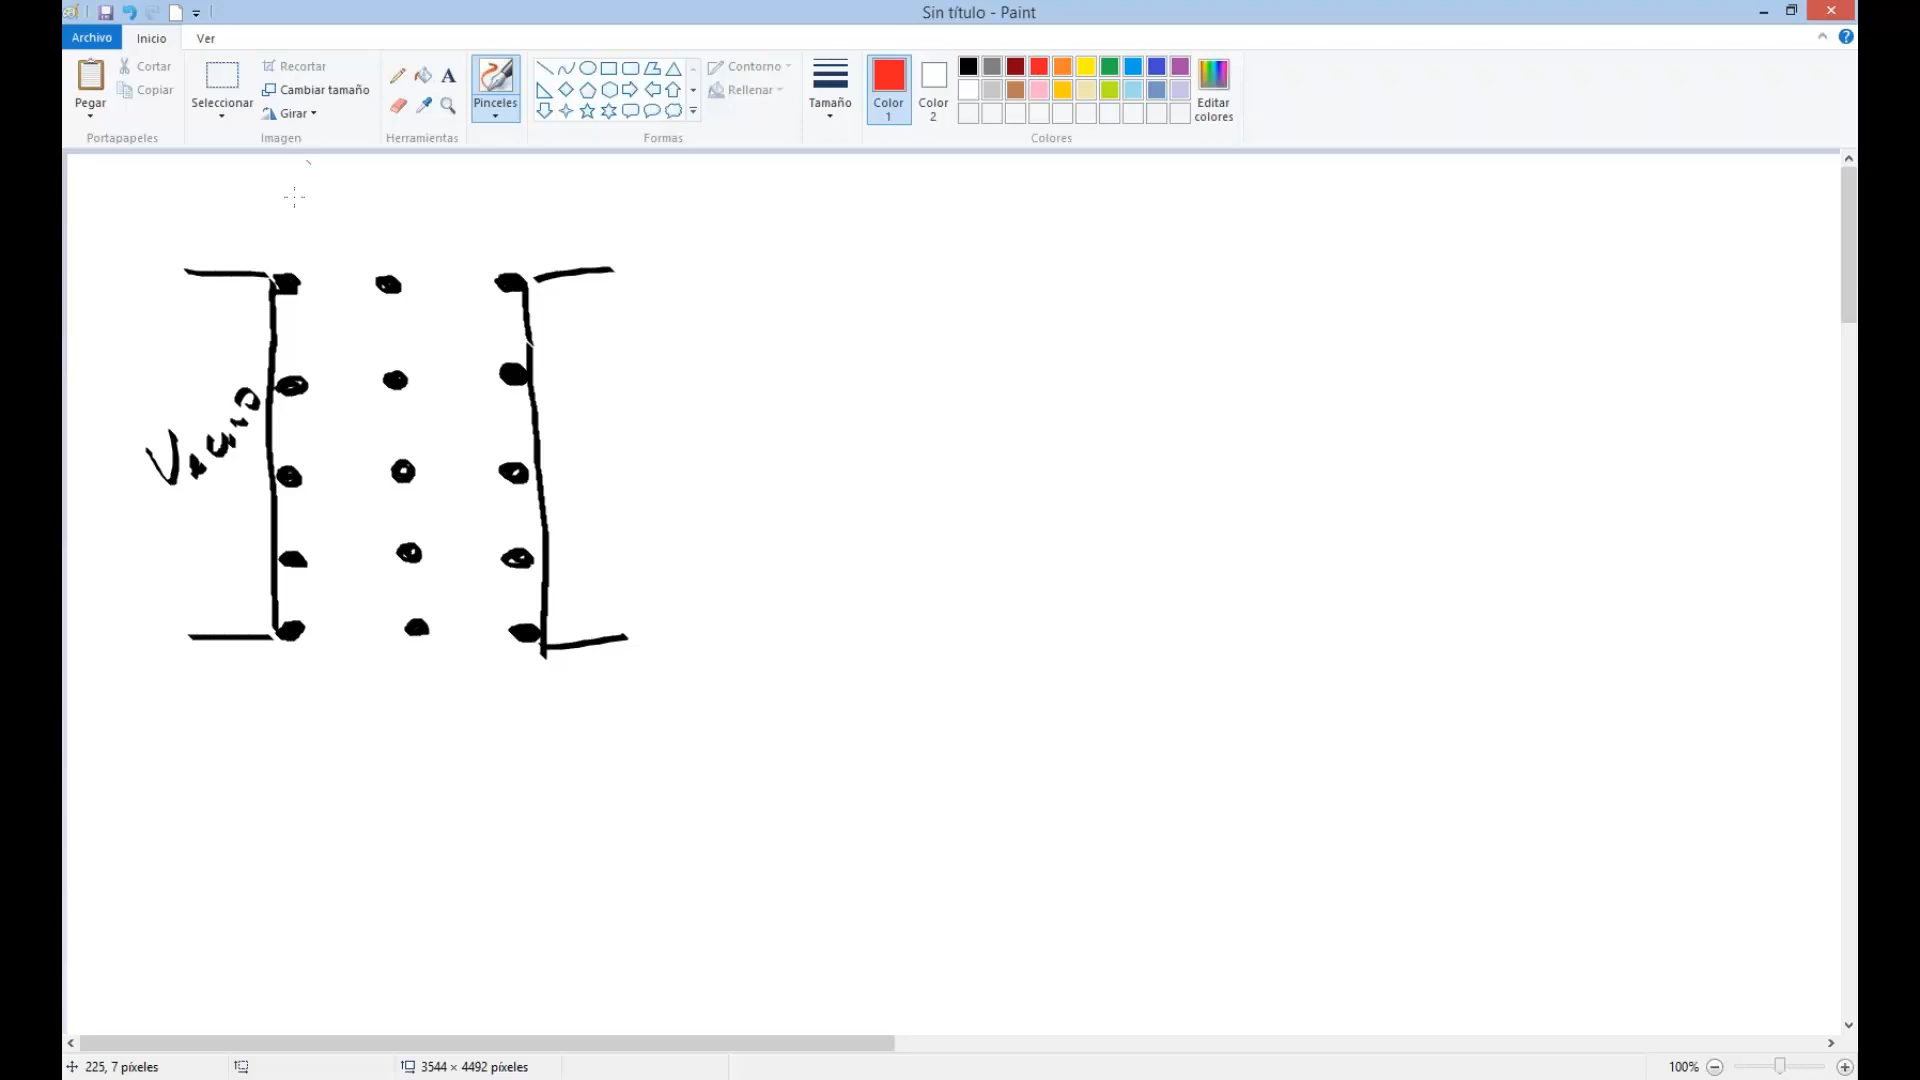 Sin título - Paint
Archivo Inicio Ver
Pegar
Cortar
Copiar
Portapapeles
Seleccionar
Recortar
Cambiar tamaño
Girar
Imagen
A
Herramientas
Pinceles
Contorno
Rellenar
Formas
Tamaño
Color
1
Color
2
Editar
colores
Colores
Vacuno
225, 7 píxeles
3544 × 4492 píxeles
100%